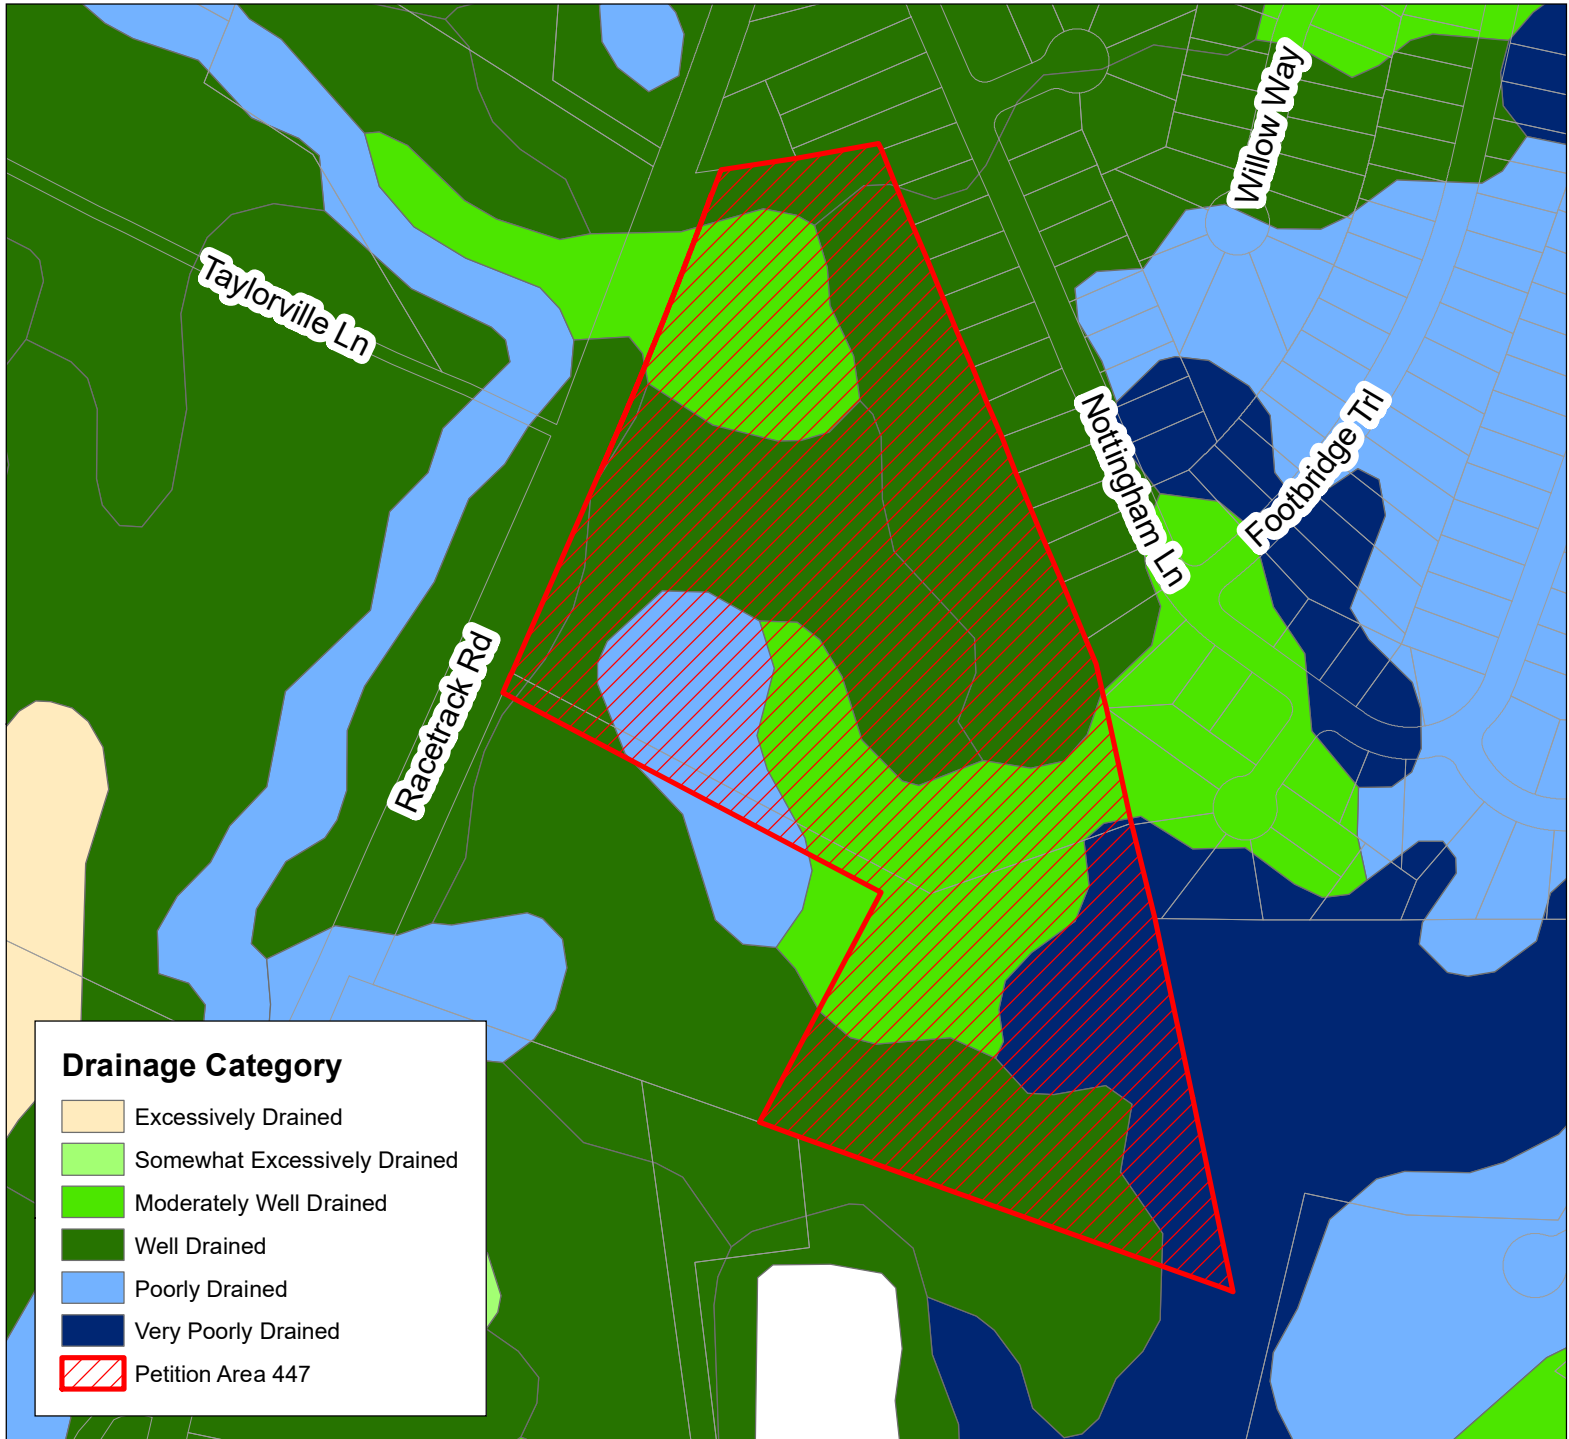 Willow Way
Taylorville Ln
Nottingham Ln
Footbridge Trl
Racetrack Rd
Drainage Category
Excessively Drained
Somewhat Excessively Drained
Moderately Well Drained
Well Drained
Poorly Drained
Very Poorly Drained
Petition Area 447